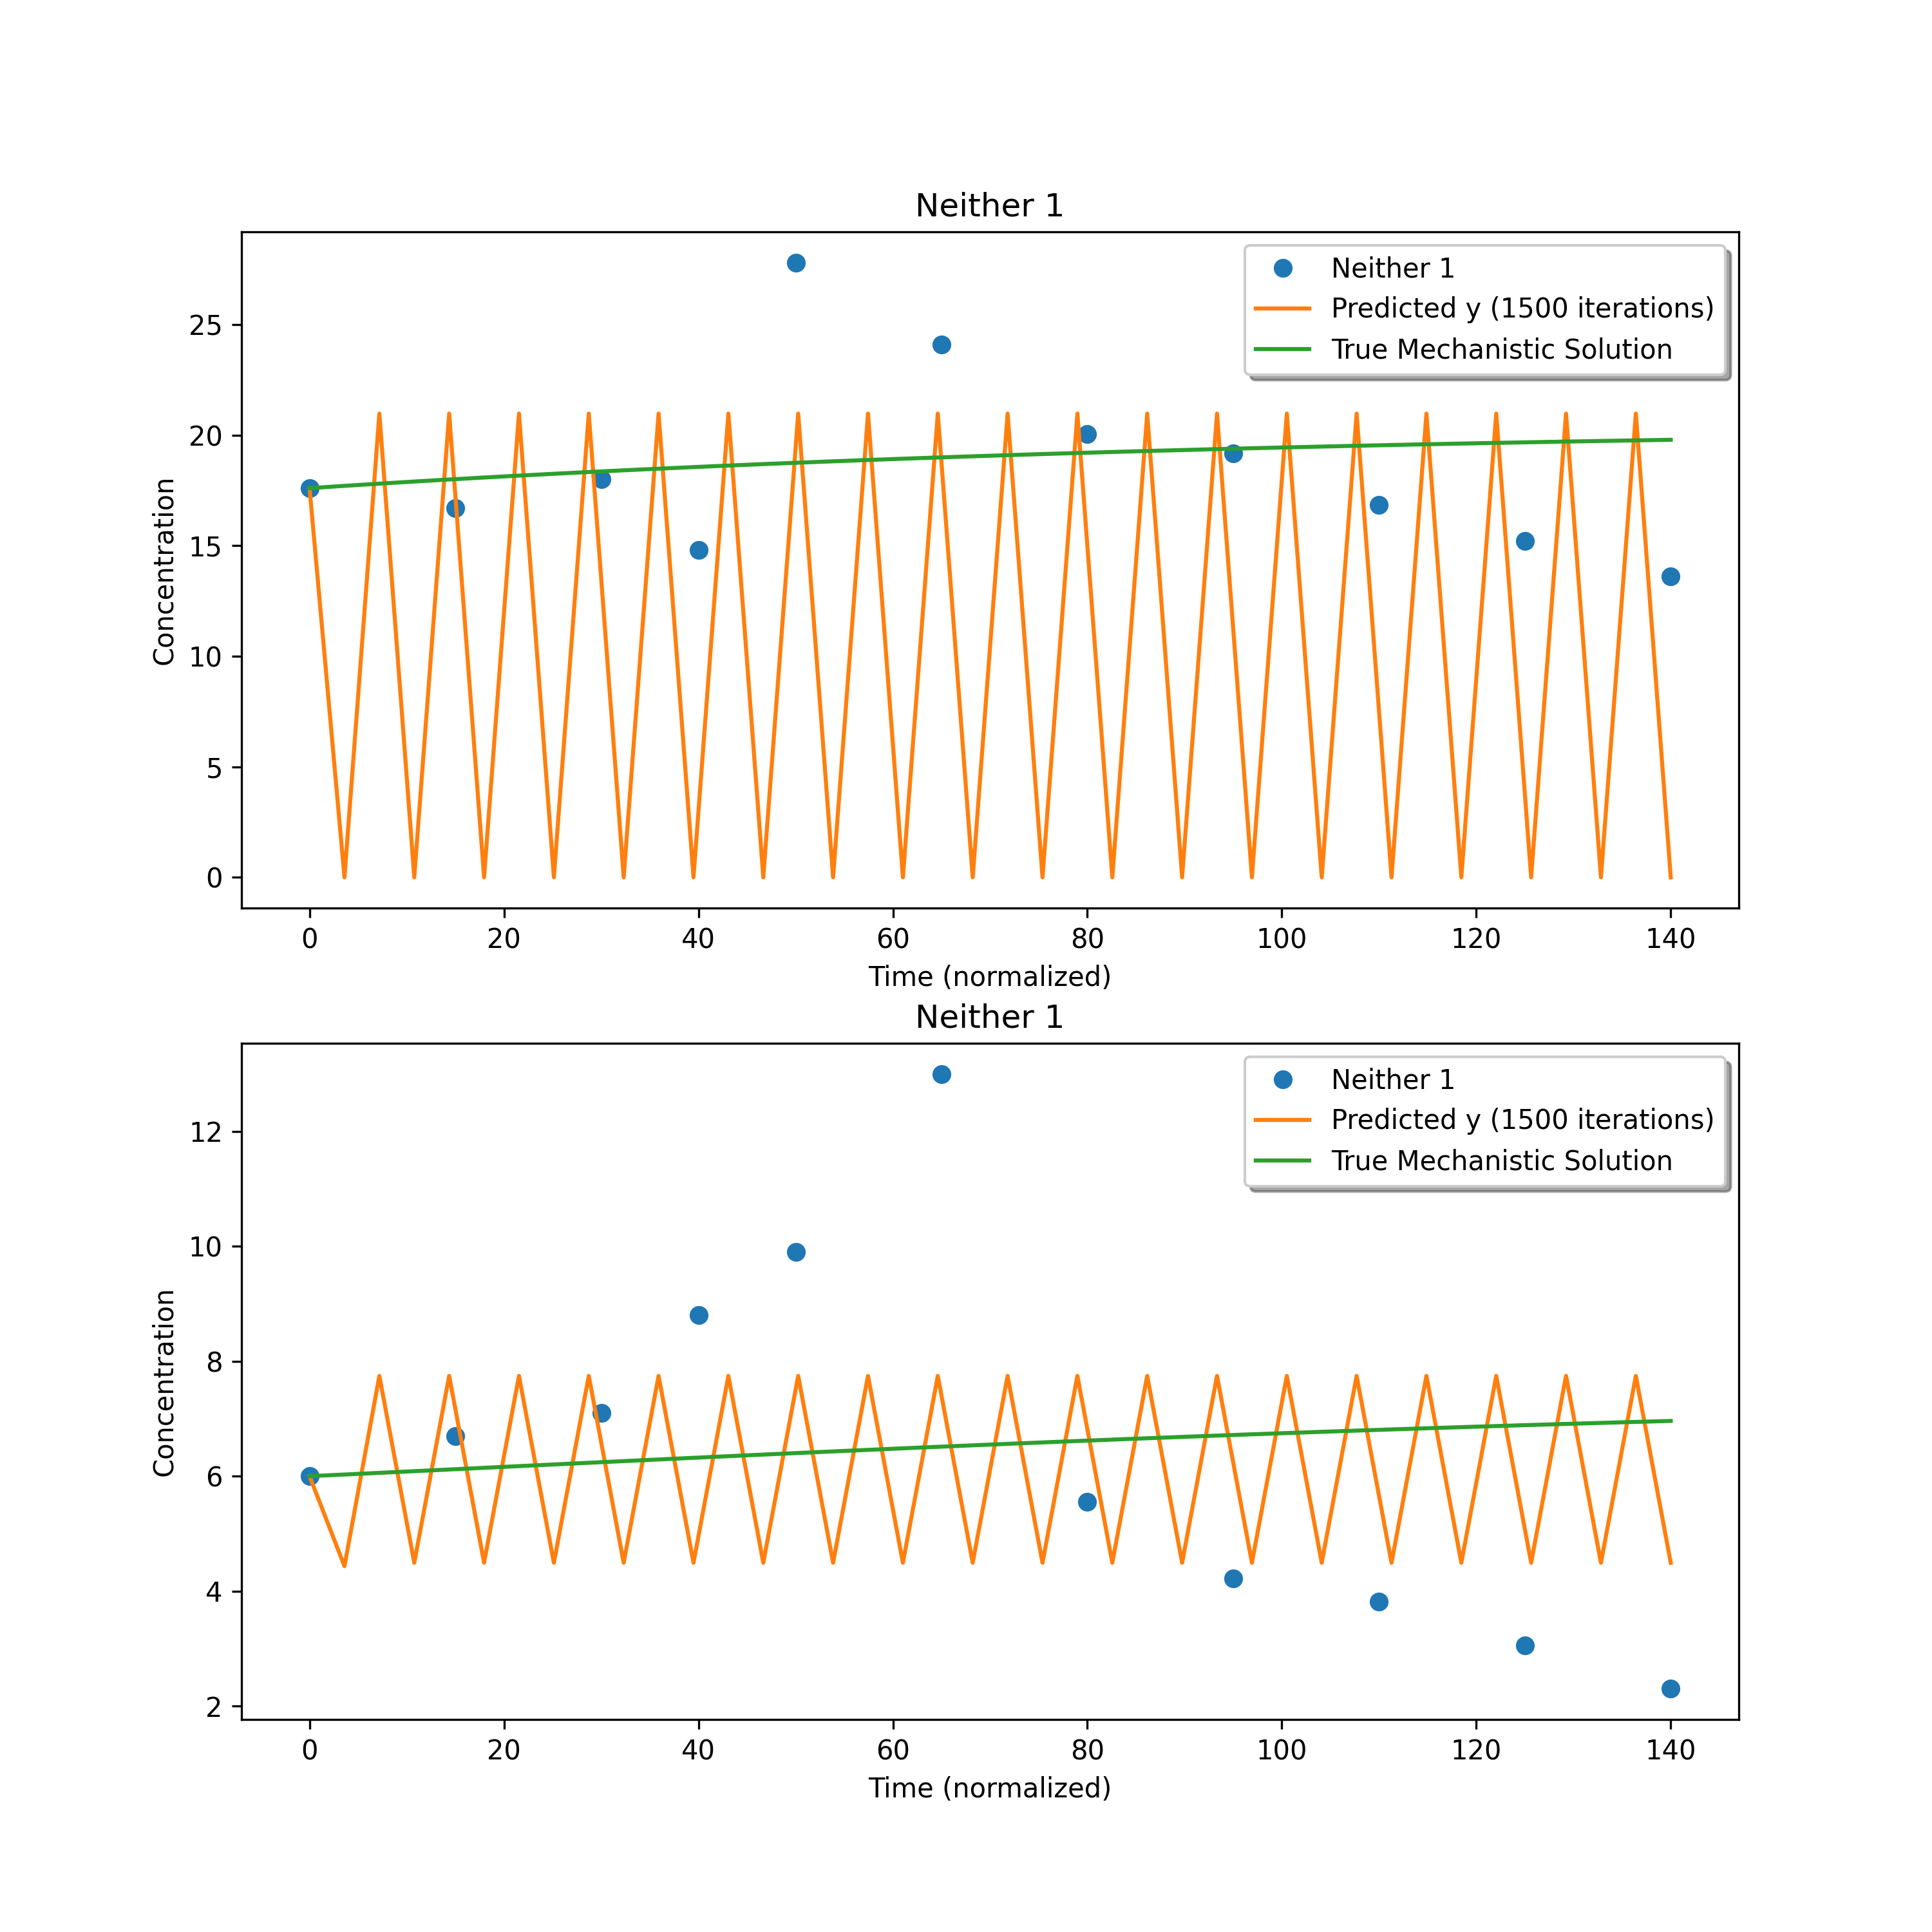 Neither 1
Neither 1
Predicted y (1500 iterations)
True Mechanistic Solution
25
20
15
10
5
0
Concentration
0 20 40 60 80 100 120 140
Time (normalized)
Neither 1
Neither 1
Predicted y (1500 iterations)
True Mechanistic Solution
12
10
8
6
4
2
Concentration
0 20 40 60 80 100 120 140
Time (normalized)